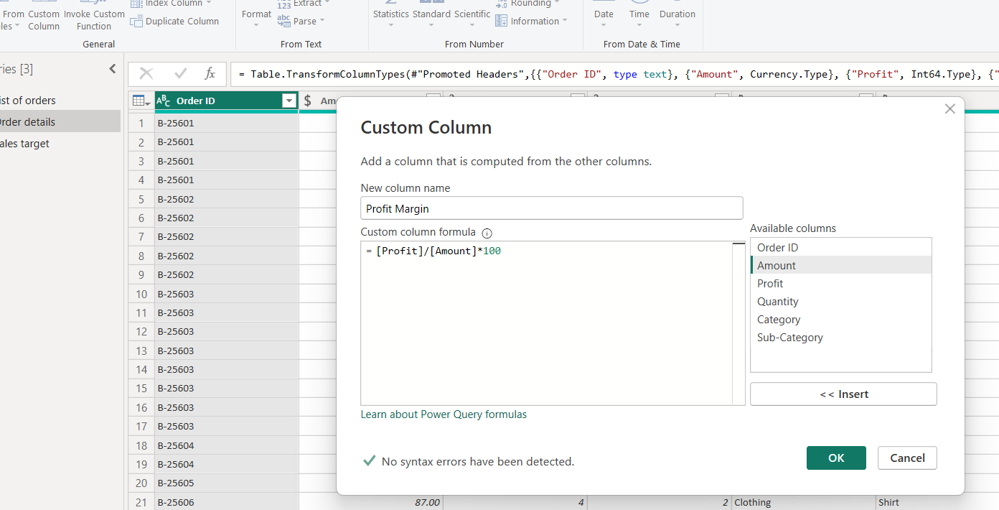 Index Column
Extract
Rounding
From Custom Invoke Custom
Format
Statistics Standard Scientific
Date Time Duration
Column Function
Duplicate Column
Parse
Information
General
From Text
From Number
From Date & Time
[3]
fx
= Table.TransformColumnTypes(#"Promoted Headers",{{"Order ID", type text}, {"Amount", Currency.Type}, {"Profit", Int64.Type}, {"
of orders
details
target
ABC Order ID
$
1 B-25601
2 B-25601
3 B-25601
4 B-25601
5 B-25602
6 B-25602
7 B-25602
8 B-25602
9 B-25602
10 B-25603
11 B-25603
12 B-25603
13 B-25603
14 B-25603
15 B-25603
16 B-25603
17 B-25603
18 B-25604
19 B-25604
20 B-25605
21 B-25606 87.00 4 2 Clothing Shirt
Custom Column
Add a column that is computed from the other columns.
New column name
Profit Margin
Custom column formula
= [Profit]/[Amount]*100
Available columns
Order ID
Amount
Profit
Quantity
Category
Sub-Category
<< Insert
Learn about Power Query formulas
No syntax errors have been detected.
OK
Cancel